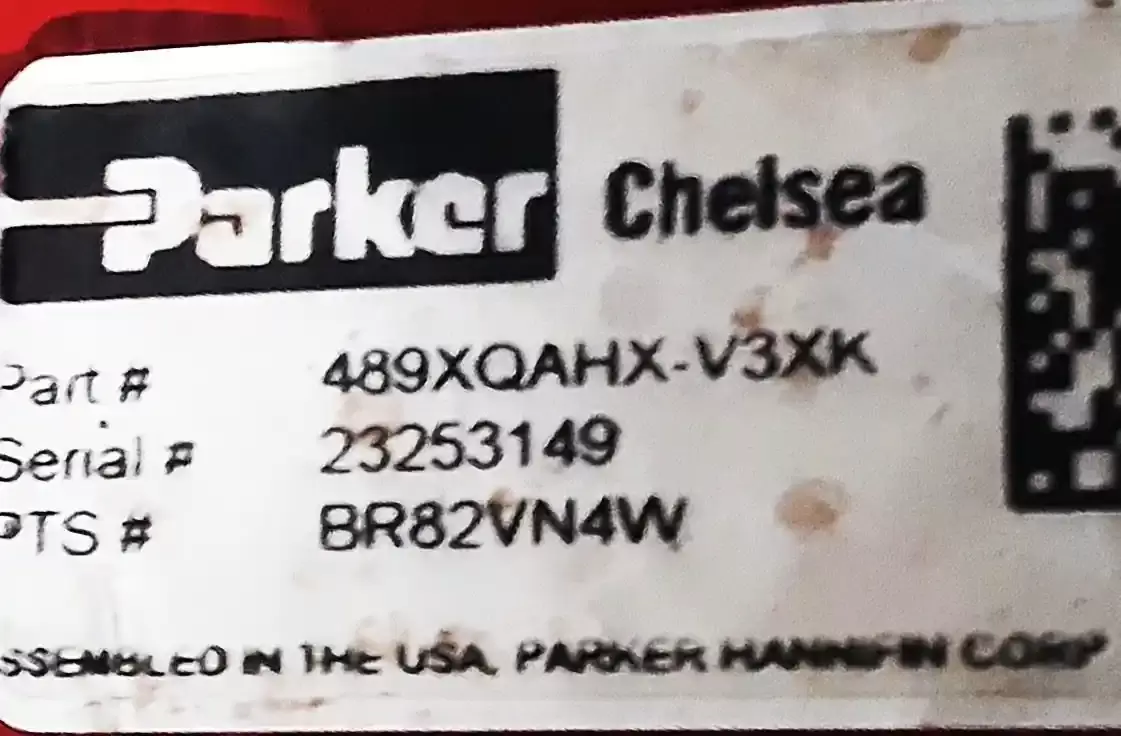 Parker Chelsea
Part # 489XQAHX-V3XK
Serial # 23253149
PTS # BR82VN4W
ASSEMBLED IN THE USA, PARKER HANNIFIN CORP